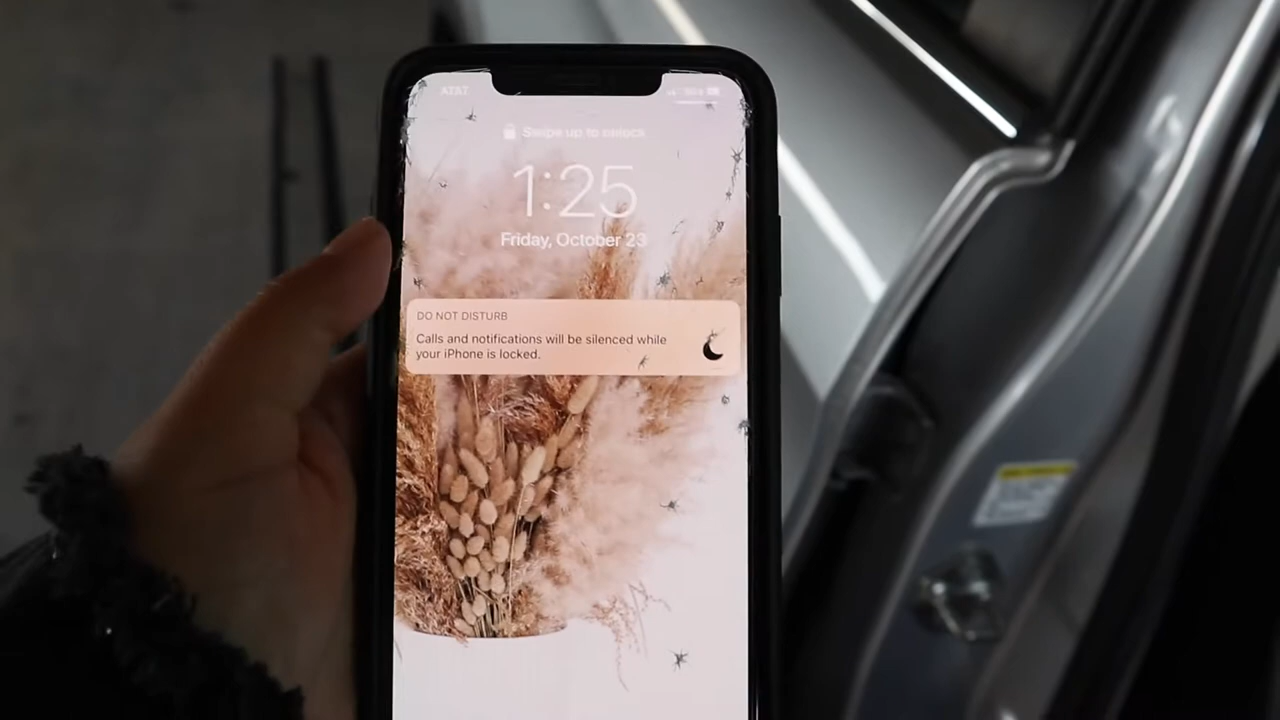 AT&T
Swipe up to unlock
1:25
Friday, October 23
DO NOT DISTURB
Calls and notifications will be silenced while
your iPhone is locked.